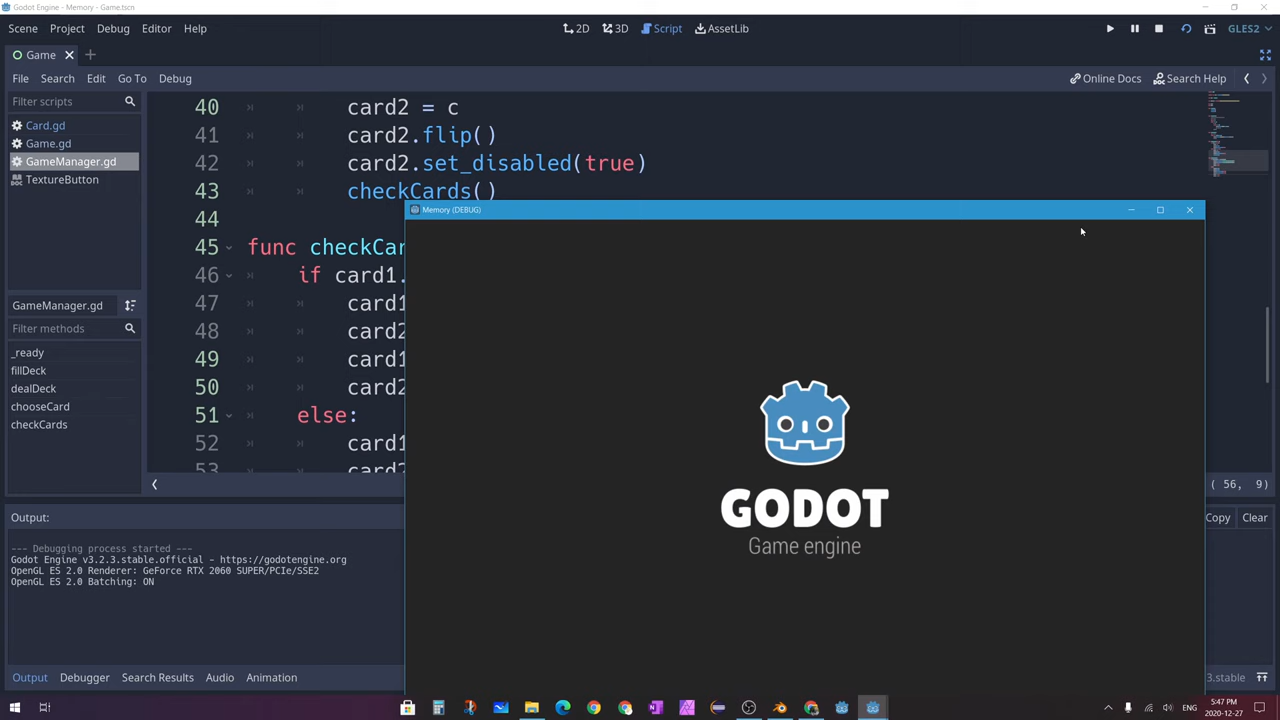 Godot Engine - Memory - Game.tscn
Scene Project Debug Editor Help 2D 3D Script AssetLib GLES2
Game
File Search Edit Go To Debug Online Docs Search Help
Filter scripts
Card.gd
Game.gd
GameManager.gd
TextureButton
GameManager.gd
Filter methods
_ready
fillDeck
dealDeck
chooseCard
checkCards
40 card2 = c
41 card2.flip()
42 card2.set_disabled(true)
43 checkCards()
44
45 func checkCar
46 if card1.
47 card1
48 card2
49 card1
50 card2
51 else:
52 card1
53
( 56, 9)
Memory (DEBUG)
GODOT
Game engine
Output: Copy Clear
--- Debugging process started ---
Godot Engine v3.2.3.stable.official - https://godotengine.org
OpenGL ES 2.0 Renderer: GeForce RTX 2060 SUPER/PCIe/SSE2
OpenGL ES 2.0 Batching: ON
Output Debugger Search Results Audio Animation 3.stable
ENG
5:47 PM
2020-12-27